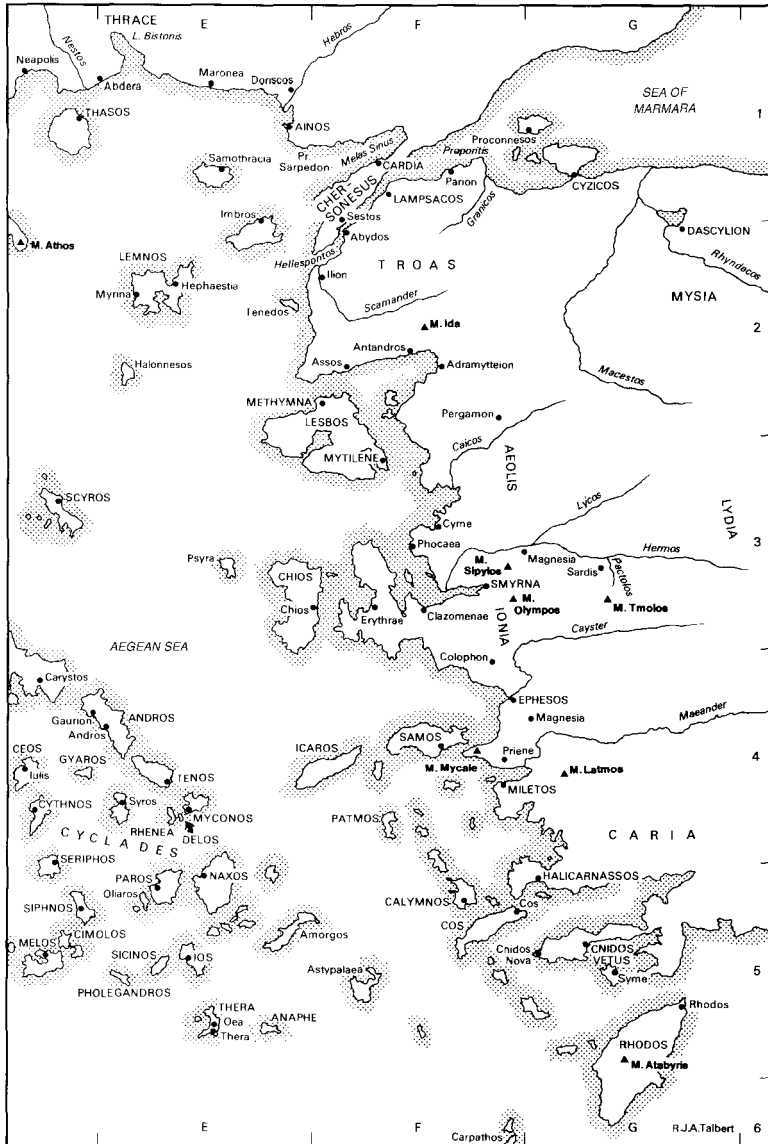 E
F
G
THRACE
L. Bistonis
Nestos
Hebros
Neapolis
Abdera
Maronea
Doriscos
SEA OF
MARMARA
1
THASOS
AINOS
Proconnesos
Samothracia
Pr.
Sarpedon
Melas Sinus
CARDIA
Propontis
Parion
CYZICOS
CHER-
SONESUS
LAMPSACOS
Granicos
Imbros
Sestos
Abydos
DASCYLION
M. Athos
Hellespontos
TROAS
Rhyndacos
LEMNOS
Hephaestia
Myrina
Ilion
Scamander
Tenedos
MYSIA
2
M. Ida
Antandros
Assos
Adramytteion
Halonnesos
Macestos
METHYMNA
LESBOS
MYTILENE
Pergamon
Caicos
AEOLIS
SCYROS
Lycos
LYDIA
Cyme
3
Phocaea
Psyra
CHIOS
Chios
M.
Sipylos
Magnesia
Hermos
Sardis
Pactolos
SMYRNA
M.
Olympos
M. Tmolos
Erythrae
Clazomenae
IONIA
Cayster
AEGEAN SEA
Colophon
Carystos
EPHESOS
Gaurion
ANDROS
Andros
Magnesia
Maeander
SAMOS
CEOS
Iulis
GYAROS
ICAROS
M. Mycale
Priene
4
TENOS
M. Latmos
MILETOS
CYTHNOS
Syros
MYCONOS
RHENEA
DELOS
PATMOS
CYCLADES
CARIA
SERIPHOS
PAROS
NAXOS
Oliaros
HALICARNASSOS
SIPHNOS
CALYMNOS
Cos
COS
CIMOLOS
MELOS
Amorgos
SICINOS
IOS
Cnidos
Nova
CNIDOS
VETUS
5
PHOLEGANDROS
Astypalaea
Syme
THERA
Oea
Thera
ANAPHE
Rhodos
RHODOS
M. Atabyris
E
F
G
R.J.A.Talbert
6
Carpathos